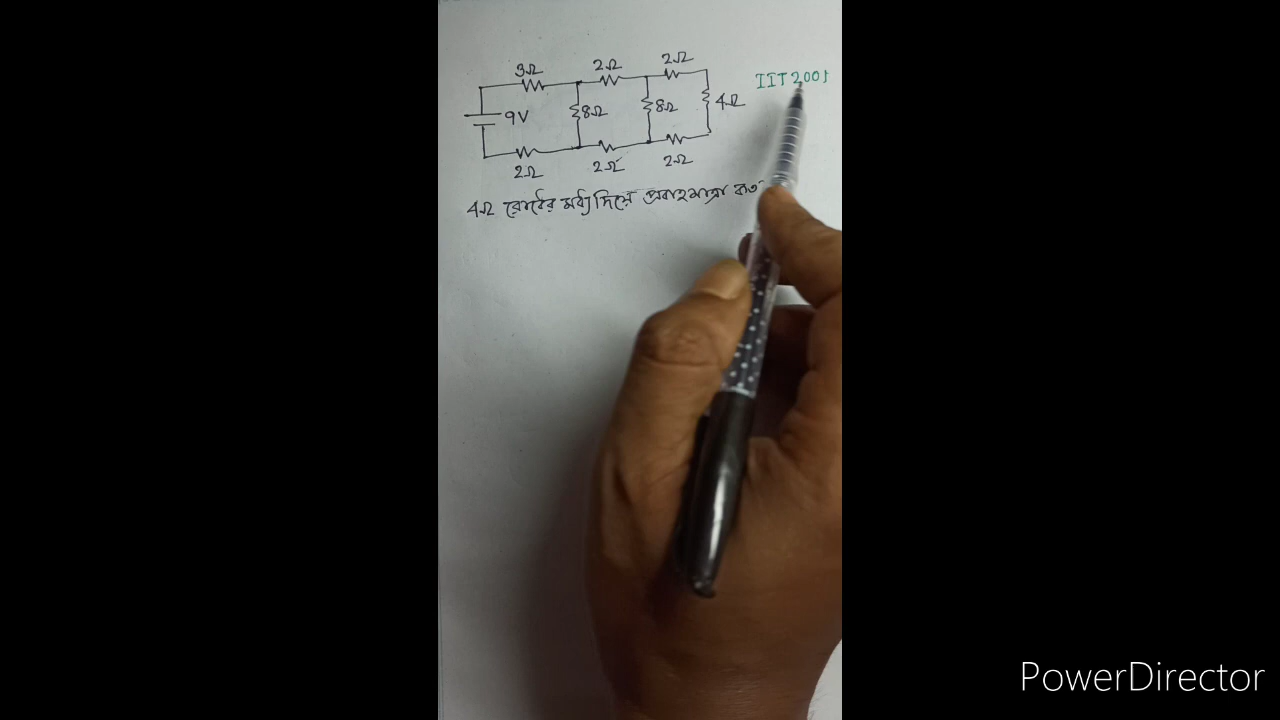 3Ω 2Ω 2Ω
IIT 2001
9V 8Ω 8Ω 4Ω
2Ω 2Ω 2Ω
4Ω রোধের মধ্য দিয়ে প্রবাহমাত্রা কত
PowerDirector